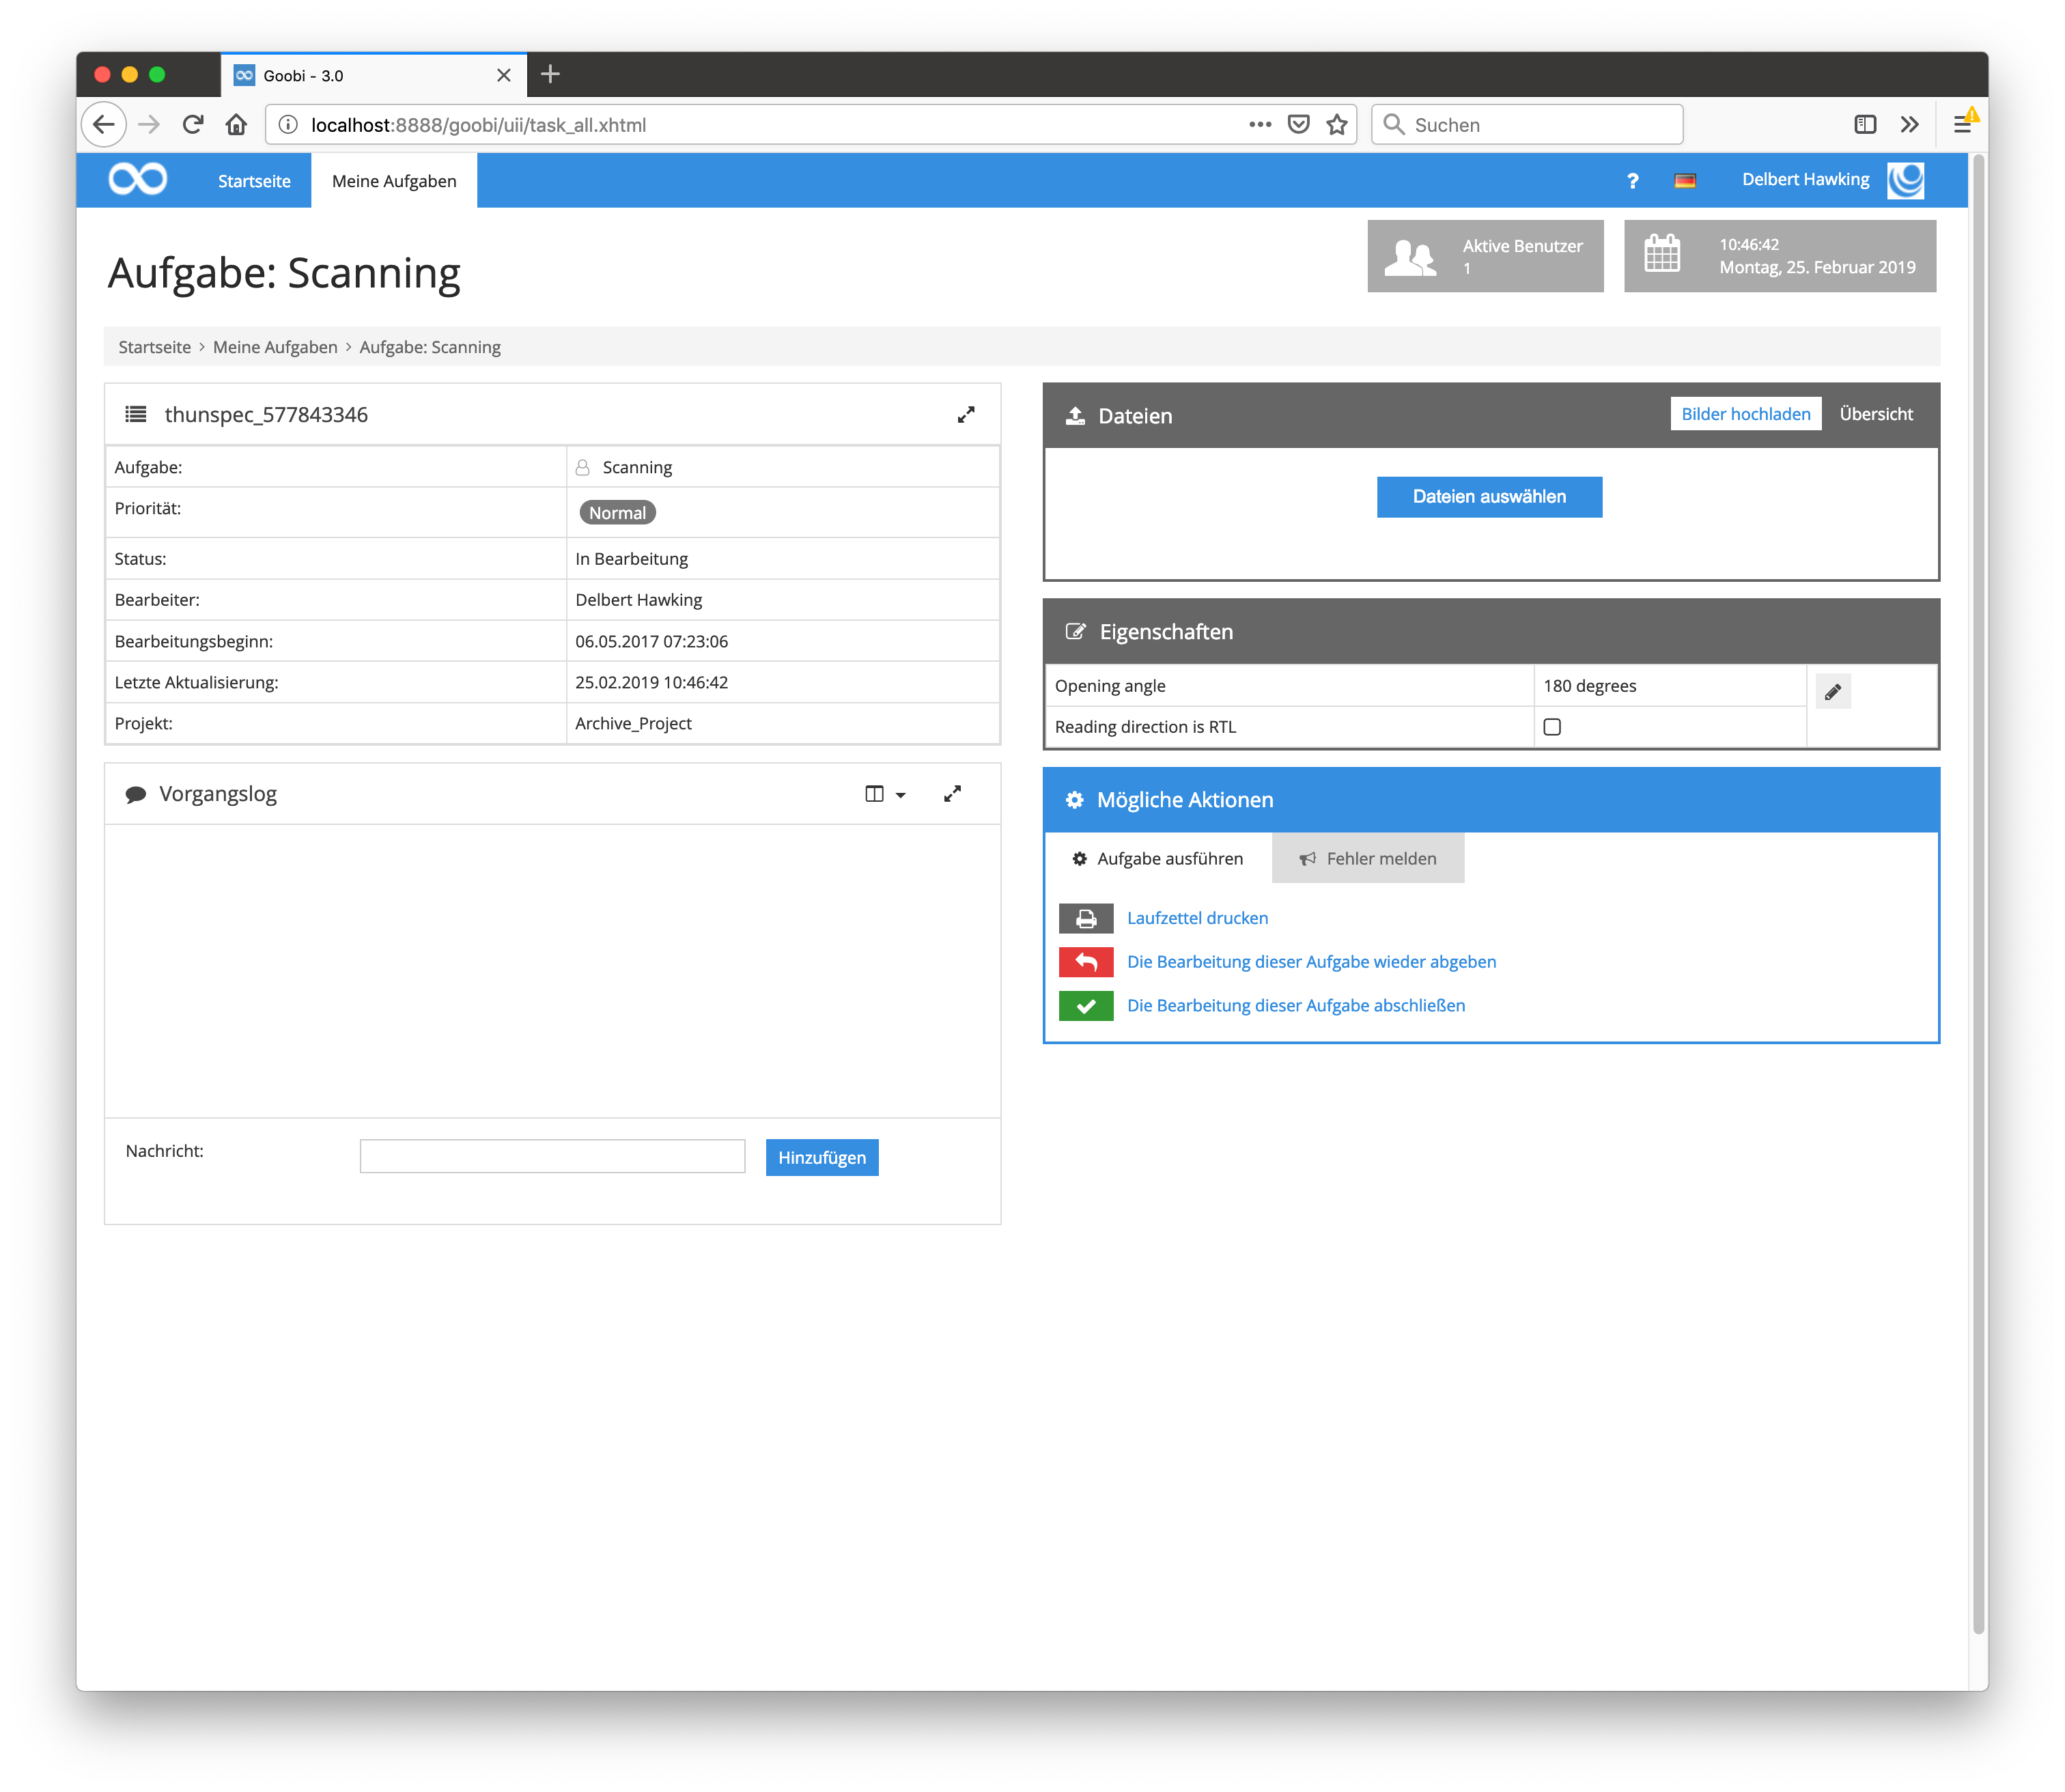 Goobi - 3.0
localhost:8888/goobi/uii/task_all.xhtml
Suchen
Startseite
Meine Aufgaben
?
Delbert Hawking
Aufgabe: Scanning
Aktive Benutzer
1
10:46:42
Montag, 25. Februar 2019
Startseite › Meine Aufgaben › Aufgabe: Scanning
thunspec_577843346
Aufgabe: Scanning
Priorität: Normal
Status: In Bearbeitung
Bearbeiter: Delbert Hawking
Bearbeitungsbeginn: 06.05.2017 07:23:06
Letzte Aktualisierung: 25.02.2019 10:46:42
Projekt: Archive_Project
Vorgangslog
Nachricht:
Hinzufügen
Dateien
Bilder hochladen
Übersicht
Dateien auswählen
Eigenschaften
Opening angle 180 degrees
Reading direction is RTL
Mögliche Aktionen
Aufgabe ausführen
Fehler melden
Laufzettel drucken
Die Bearbeitung dieser Aufgabe wieder abgeben
Die Bearbeitung dieser Aufgabe abschließen